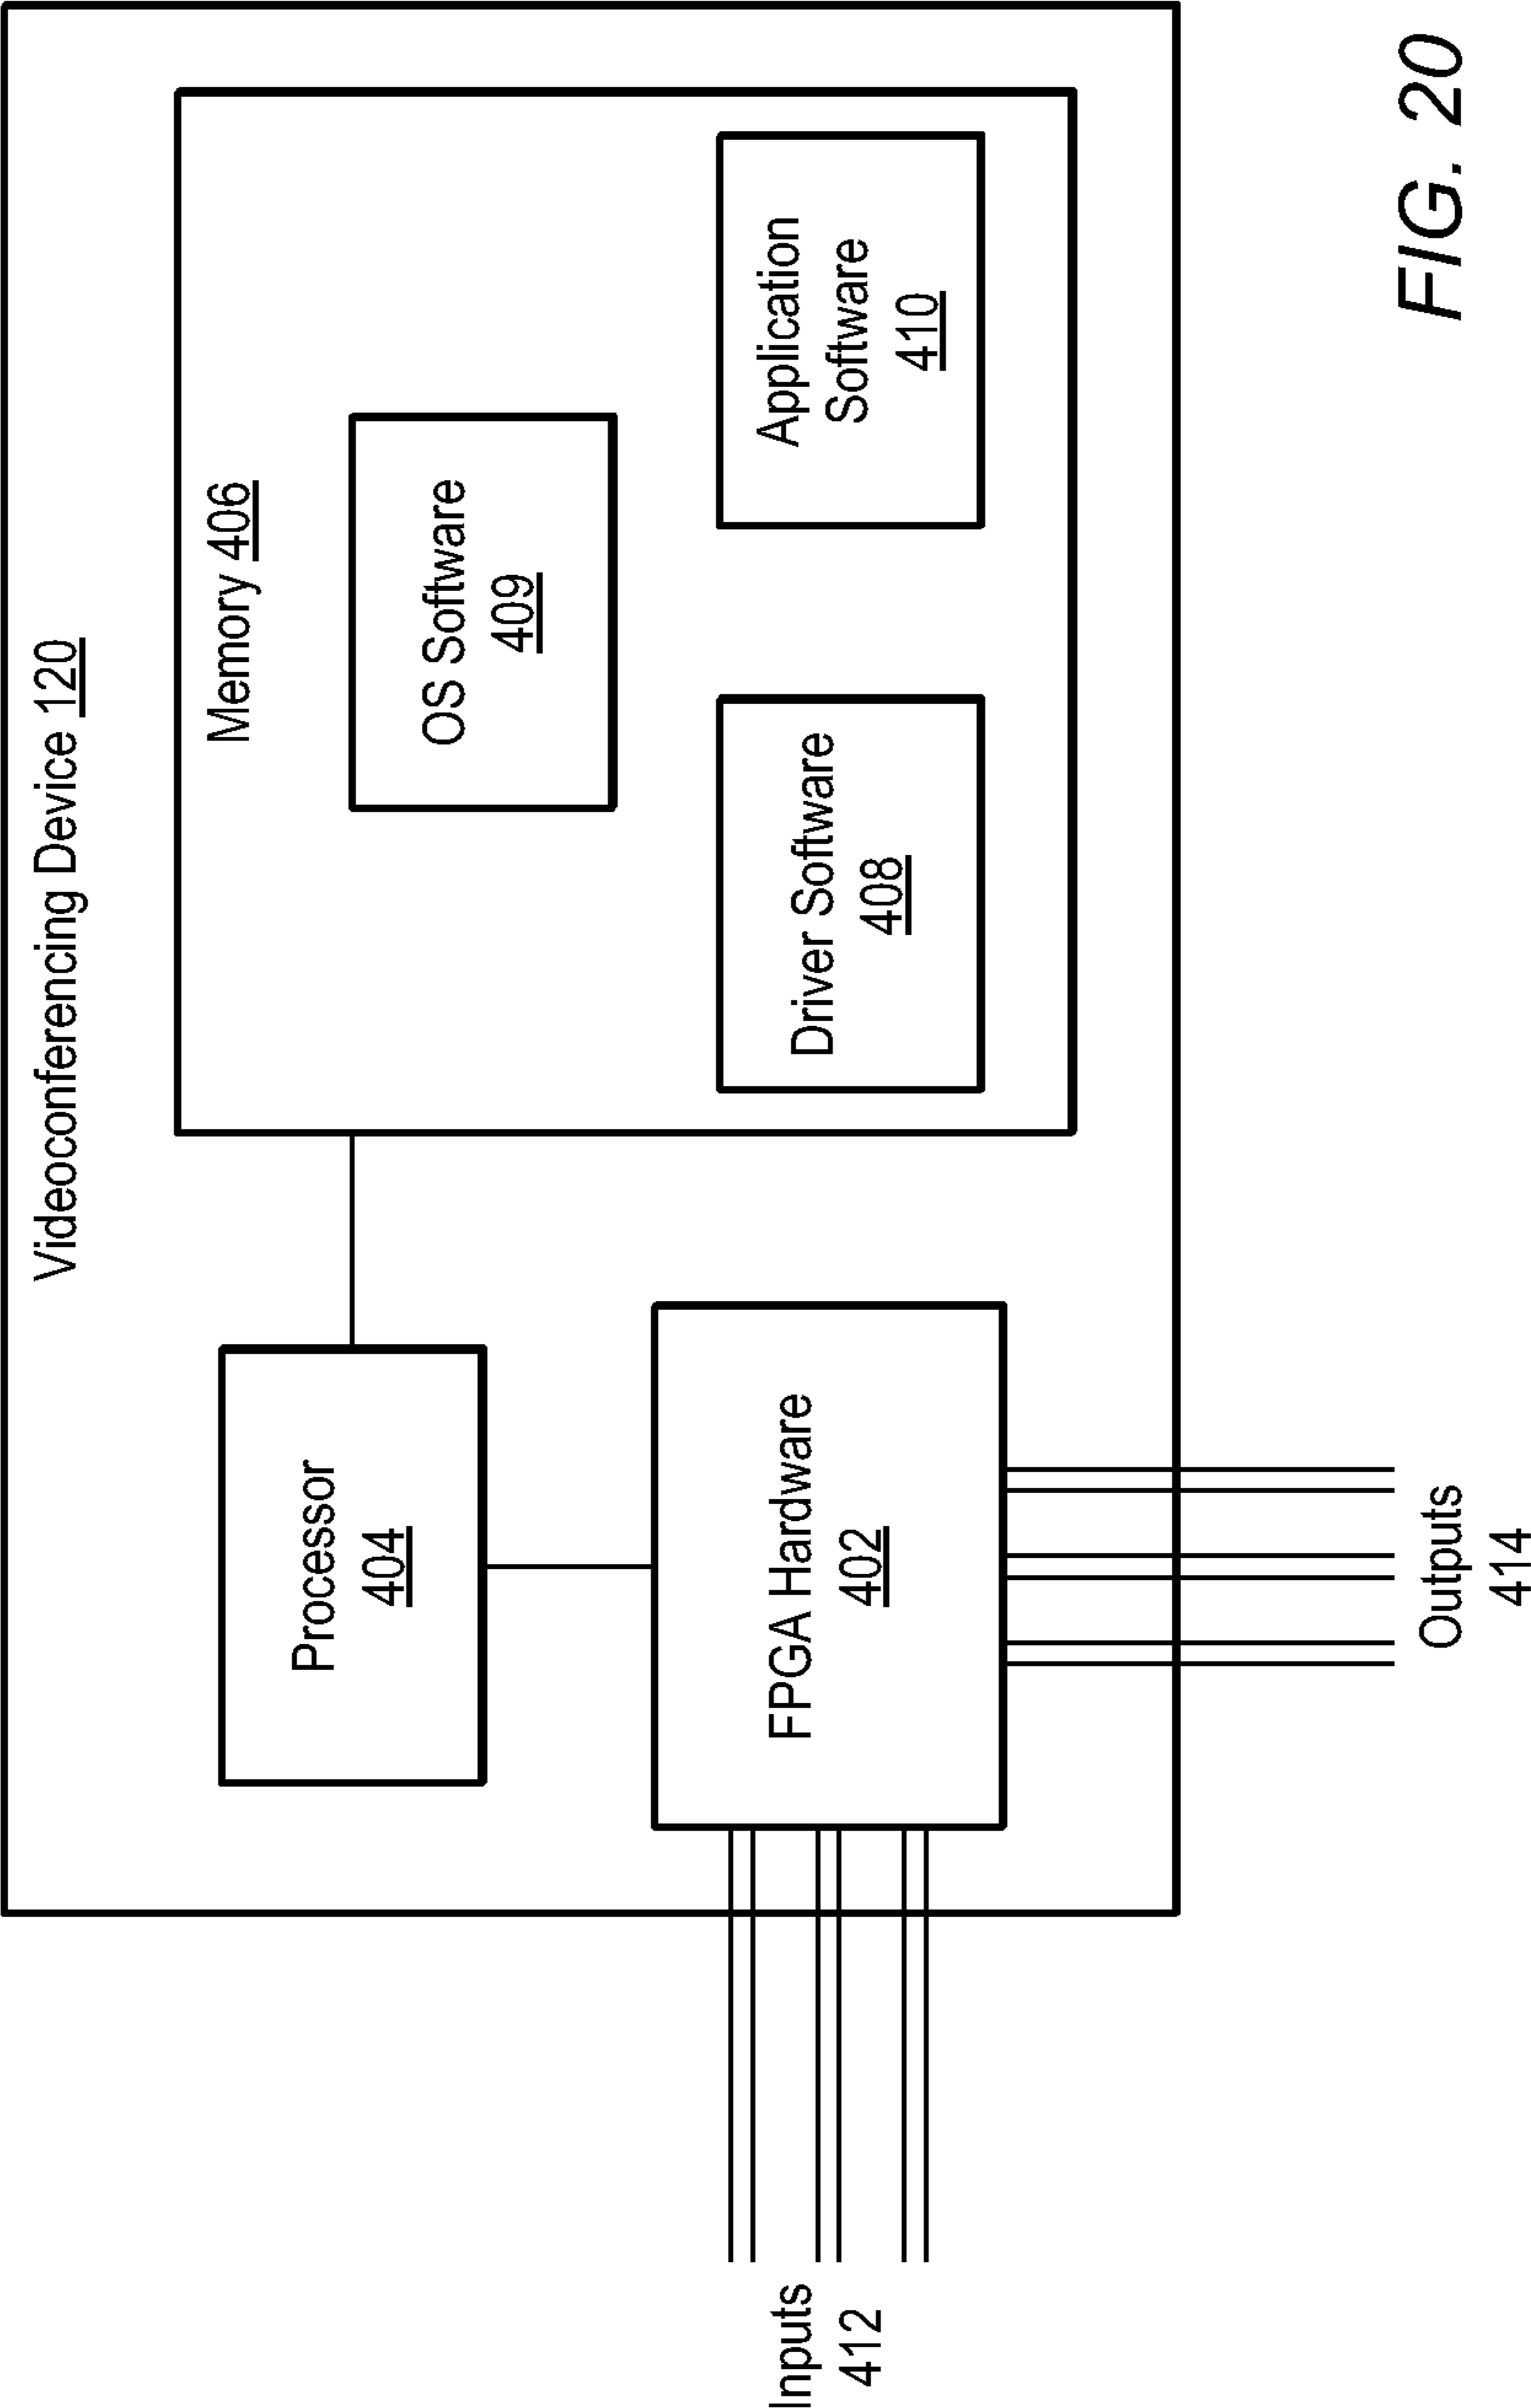 Videoconferencing Device 120
Memory 406
OS Software
409
Processor
404
Driver Software
408
Application
Software
410
FPGA Hardware
402
Inputs
412
Outputs
414
FIG. 20